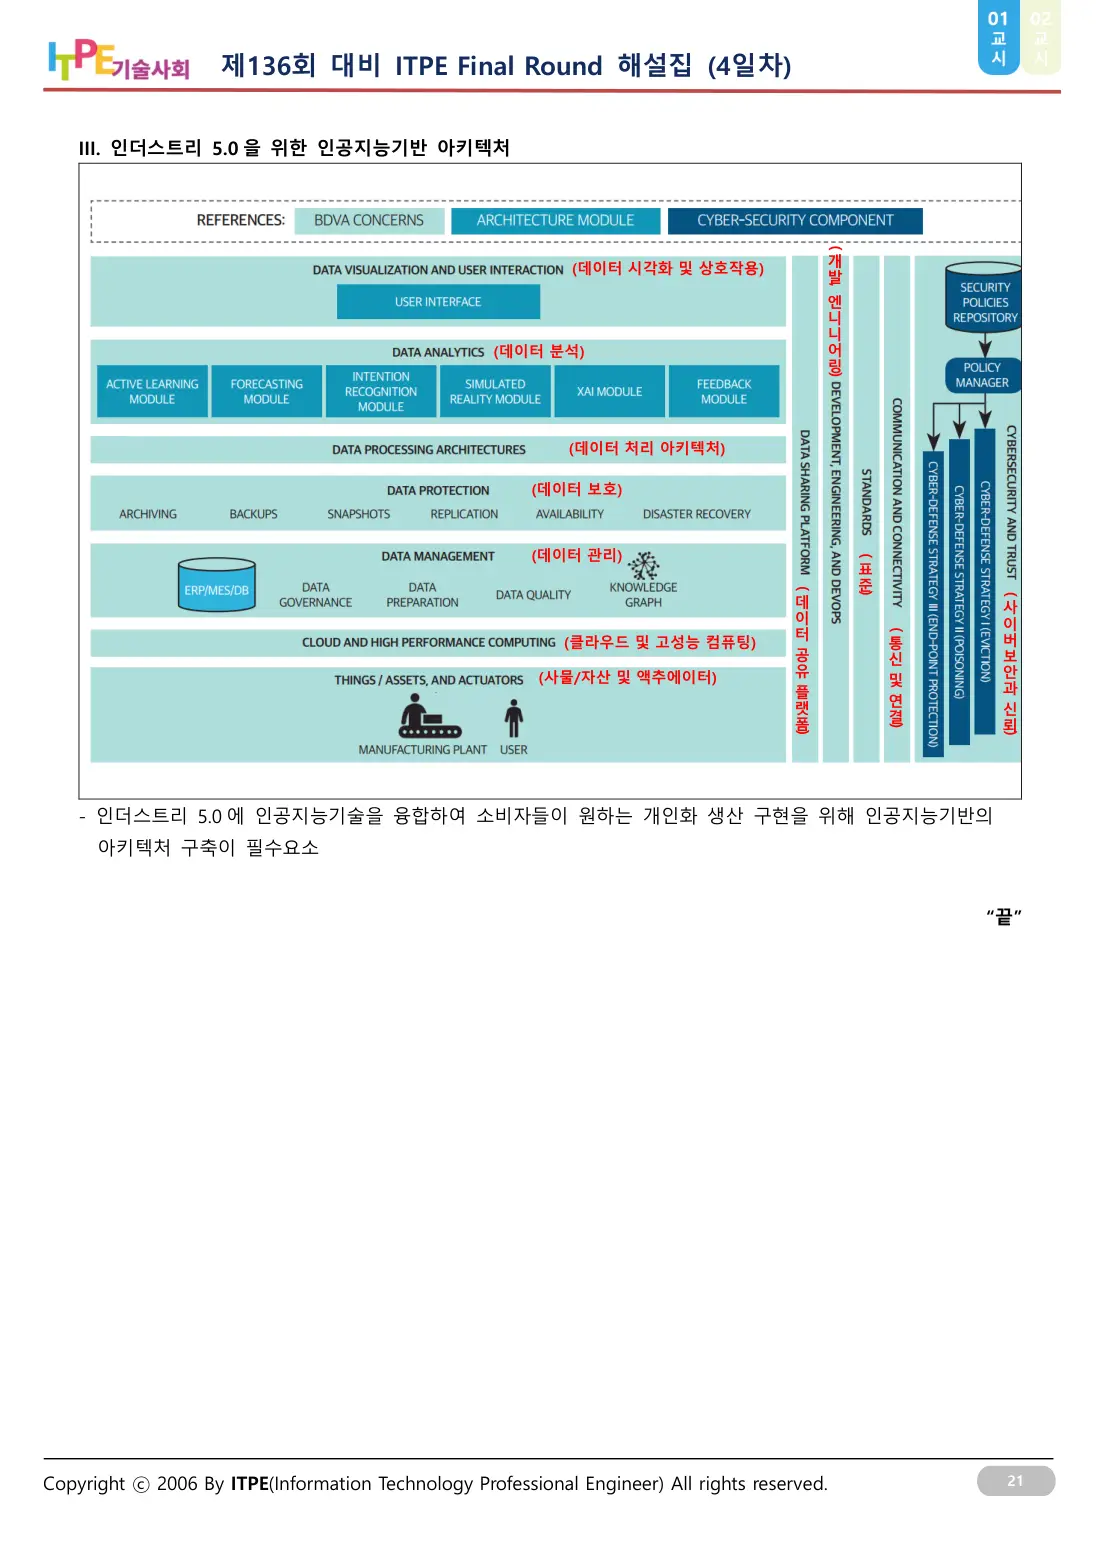 01
교
시
02
교
시
ITPE기술사회 제136회 대비 ITPE Final Round 해설집 (4일차)
III. 인더스트리 5.0을 위한 인공지능기반 아키텍처
REFERENCES: BDVA CONCERNS ARCHITECTURE MODULE CYBER-SECURITY COMPONENT
DATA VISUALIZATION AND USER INTERACTION (데이터 시각화 및 상호작용)
USER INTERFACE
DATA ANALYTICS (데이터 분석)
ACTIVE LEARNING MODULE
FORECASTING MODULE
INTENTION RECOGNITION MODULE
SIMULATED REALITY MODULE
XAI MODULE
FEEDBACK MODULE
DATA PROCESSING ARCHITECTURES (데이터 처리 아키텍처)
DATA PROTECTION (데이터 보호)
ARCHIVING BACKUPS SNAPSHOTS REPLICATION AVAILABILITY DISASTER RECOVERY
DATA MANAGEMENT (데이터 관리)
ERP/MES/DB
DATA GOVERNANCE
DATA PREPARATION
DATA QUALITY
KNOWLEDGE GRAPH
CLOUD AND HIGH PERFORMANCE COMPUTING (클라우드 및 고성능 컴퓨팅)
THINGS / ASSETS, AND ACTUATORS (사물/자산 및 액추에이터)
MANUFACTURING PLANT USER
DATA SHARING PLATFORM (데이터 공유 플랫폼)
(개발, 엔니니어링) DEVELOPMENT, ENGINEERING, AND DEVOPS
STANDARDS (표준)
COMMUNICATION AND CONNECTIVITY (통신 및 연결)
SECURITY
POLICIES
REPOSITORY
POLICY
MANAGER
CYBER-DEFENSE STRATEGY III (END-POINT PROTECTION)
CYBER-DEFENSE STRATEGY II (POISONING)
CYBER-DEFENSE STRATEGY I (EVICTION)
CYBERSECURITY AND TRUST (사이버보안과 신뢰)
- 인더스트리 5.0에 인공지능기술을 융합하여 소비자들이 원하는 개인화 생산 구현을 위해 인공지능기반의
아키텍처 구축이 필수요소
“끝”
Copyright ⓒ 2006 By ITPE(Information Technology Professional Engineer) All rights reserved.
21